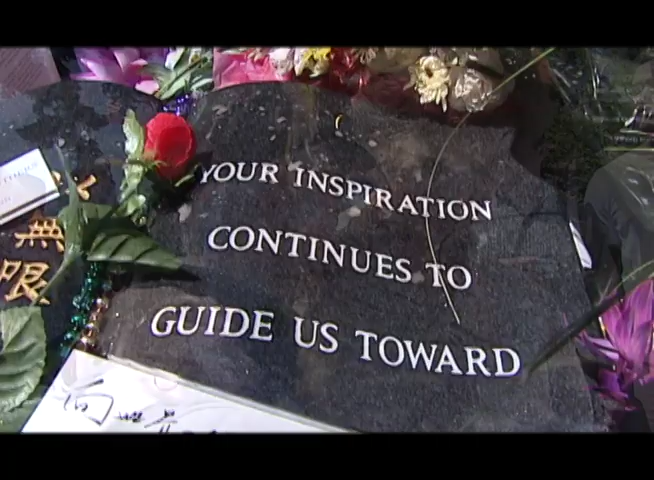 YOUR INSPIRATION
CONTINUES TO
GUIDE US TOWARD
無
限